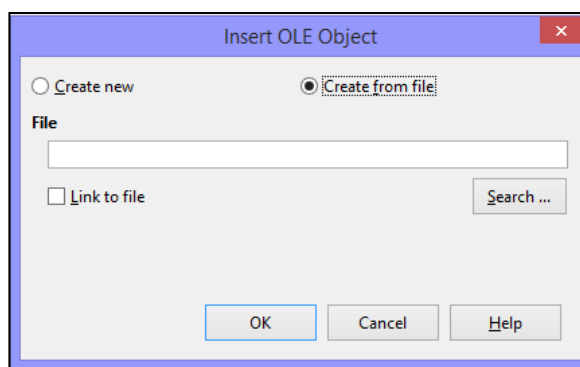 Insert OLE Object
Create new
Create from file
File
Link to file
Search ...
OK
Cancel
Help